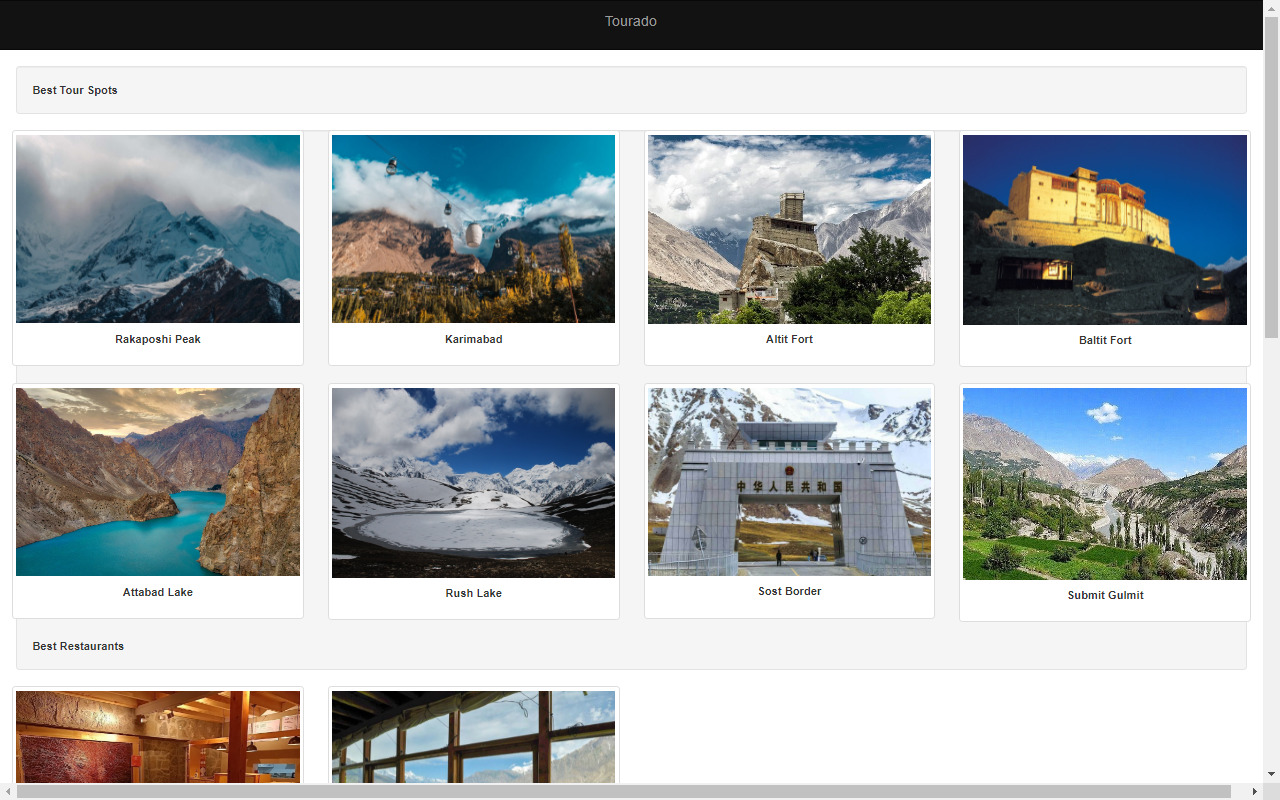 Tourado
Best Tour Spots
Rakaposhi Peak
Karimabad
Altit Fort
Baltit Fort
中华人民共和国
Attabad Lake
Rush Lake
Sost Border
Submit Gulmit
Best Restaurants